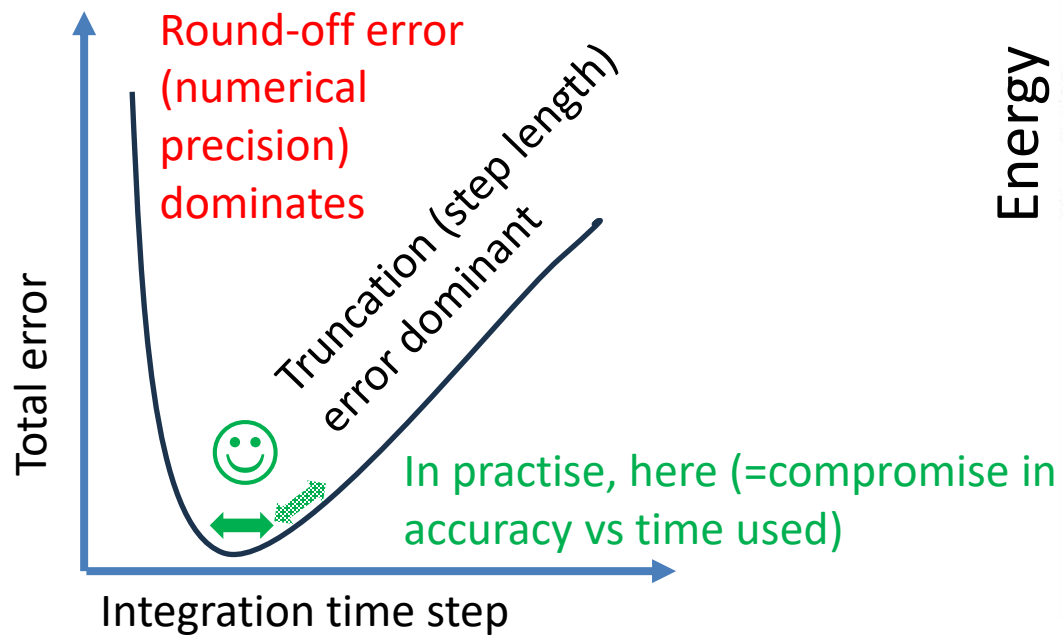 Round-off error
(numerical
precision)
dominates
Truncation (step length)
error dominant
Energy
Total error
In practise, here (=compromise in
accuracy vs time used)
Integration time step